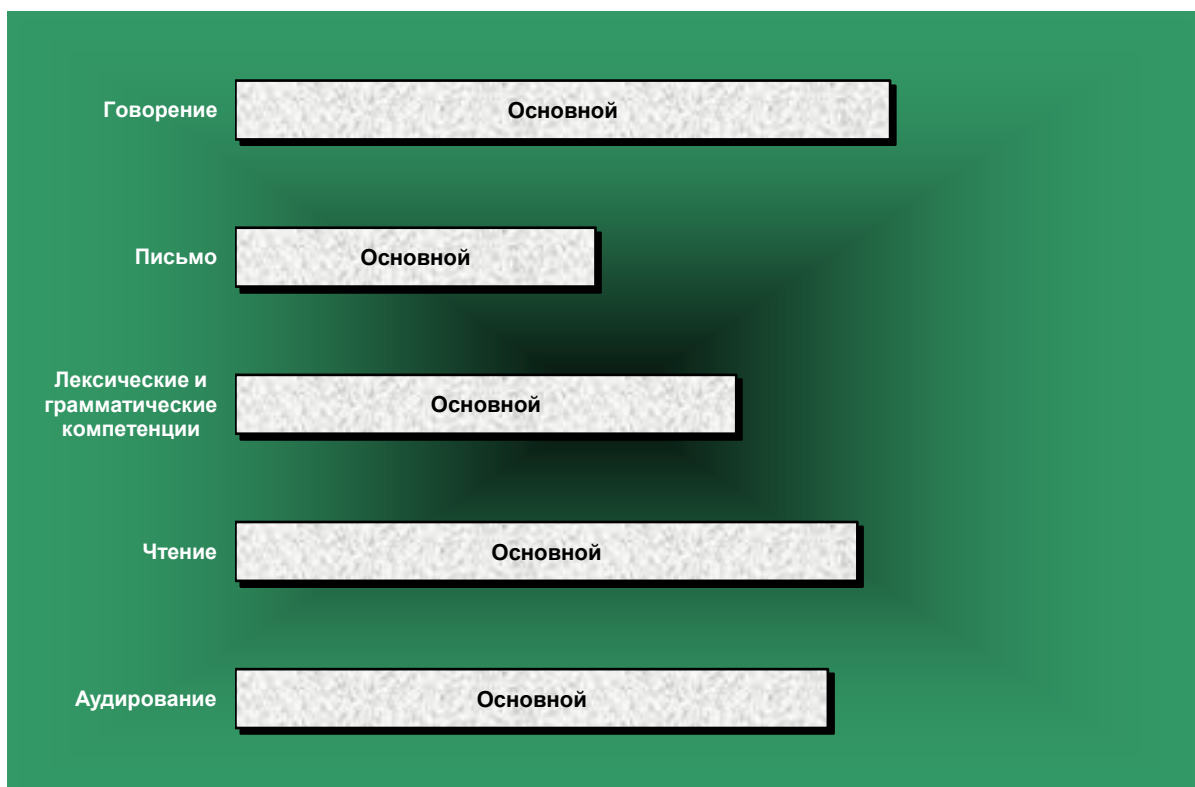 Говорение
Основной
Письмо
Основной
Лексические и
грамматические
компетенции
Основной
Чтение
Основной
Аудирование
Основной